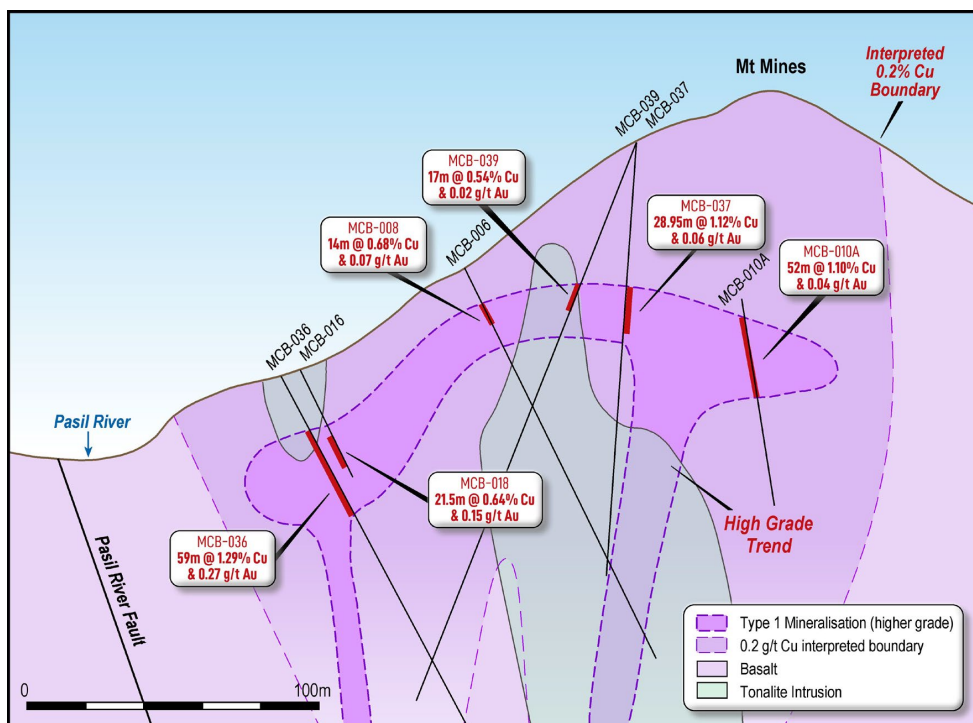 Mt Mines
Interpreted
0.2% Cu
Boundary
MCB-039
MCB-037
MCB-039
17m @ 0.54% Cu
& 0.02 g/t Au
MCB-037
28.95m @ 1.12% Cu
& 0.06 g/t Au
MCB-008
14m @ 0.68% Cu
& 0.07 g/t Au
MCB-006
MCB-010A
52m @ 1.10% Cu
& 0.04 g/t Au
MCB-010A
MCB-036
MCB-016
Pasil River
MCB-018
21.5m @ 0.64% Cu
& 0.15 g/t Au
High Grade
Trend
MCB-036
59m @ 1.29% Cu
& 0.27 g/t Au
Pasil River Fault
Type 1 Mineralisation (higher grade)
0.2 g/t Cu interpreted boundary
Basalt
Tonalite Intrusion
0
100m